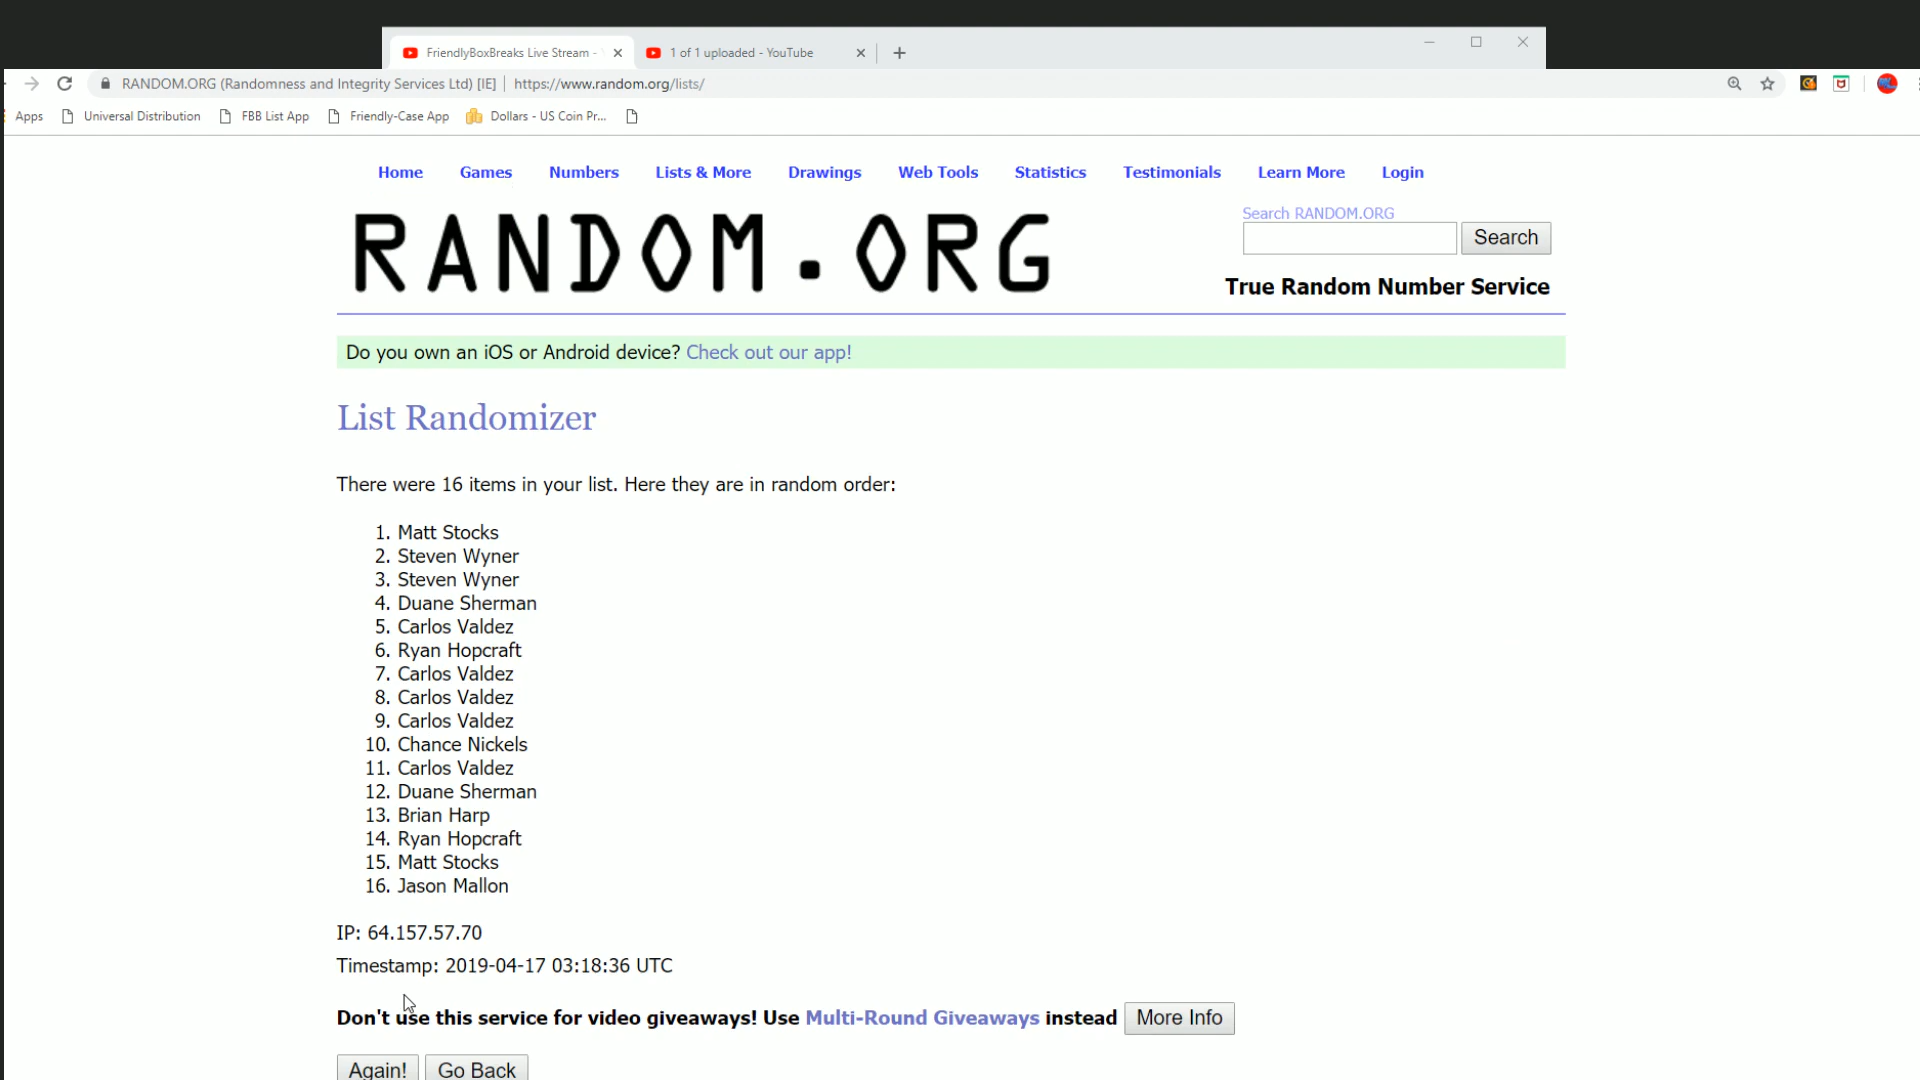 FriendlyBoxBreaks Live Stream -
1 of 1 uploaded - YouTube
RANDOM.ORG (Randomness and Integrity Services Ltd) [IE] | https://www.random.org/lists/
Apps Universal Distribution FBB List App Friendly-Case App Dollars - US Coin Pr...
Home Games Numbers Lists & More Drawings Web Tools Statistics Testimonials Learn More Login
RANDOM.ORG
Search RANDOM.ORG
Search
True Random Number Service
Do you own an iOS or Android device? Check out our app!
List Randomizer
There were 16 items in your list. Here they are in random order:
1. Matt Stocks
2. Steven Wyner
3. Steven Wyner
4. Duane Sherman
5. Carlos Valdez
6. Ryan Hopcraft
7. Carlos Valdez
8. Carlos Valdez
9. Carlos Valdez
10. Chance Nickels
11. Carlos Valdez
12. Duane Sherman
13. Brian Harp
14. Ryan Hopcraft
15. Matt Stocks
16. Jason Mallon
IP: 64.157.57.70
Timestamp: 2019-04-17 03:18:36 UTC
Don't use this service for video giveaways! Use Multi-Round Giveaways instead More Info
Again! Go Back